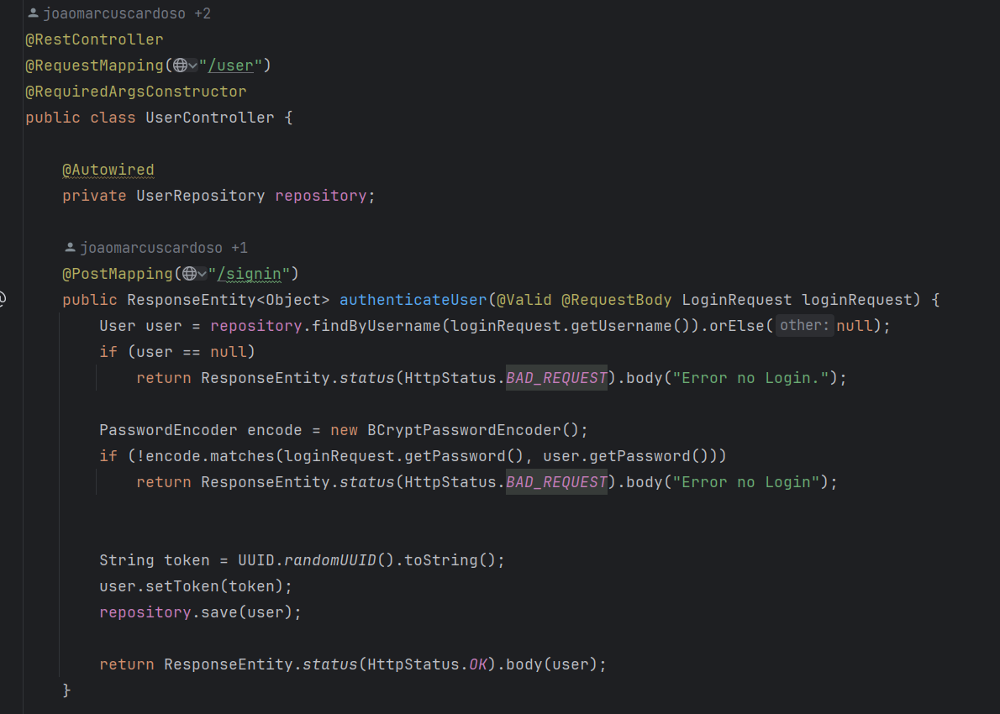 joaomarcuscardoso +2
@RestController
@RequestMapping("/user")
@RequiredArgsConstructor
public class UserController {
@Autowired
private UserRepository repository;
joaomarcuscardoso +1
@PostMapping("/signin")
public ResponseEntity<Object> authenticateUser(@Valid @RequestBody LoginRequest loginRequest) {
User user = repository.findByUsername(loginRequest.getUsername()).orElse( other: null);
if (user == null)
return ResponseEntity.status(HttpStatus.BAD_REQUEST).body("Error no Login.");
PasswordEncoder encode = new BCryptPasswordEncoder();
if (!encode.matches(loginRequest.getPassword(), user.getPassword()))
return ResponseEntity.status(HttpStatus.BAD_REQUEST).body("Error no Login");
String token = UUID.randomUUID().toString();
user.setToken(token);
repository.save(user);
return ResponseEntity.status(HttpStatus.OK).body(user);
}